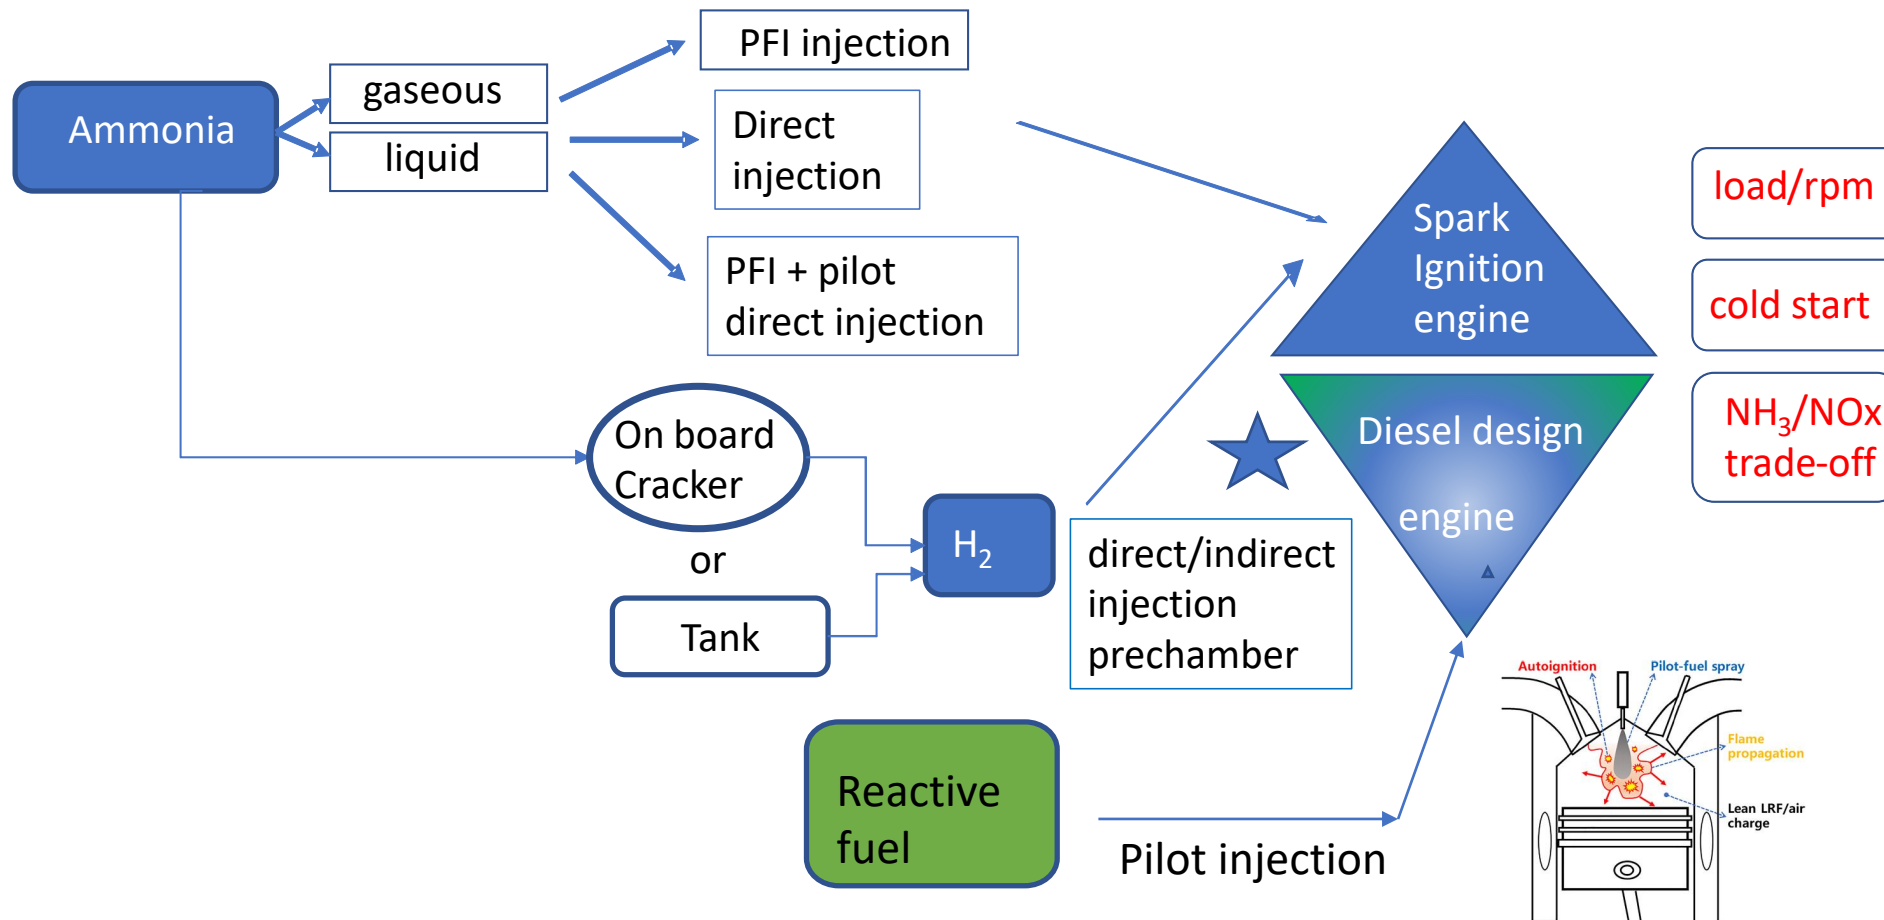 Ammonia
gaseous
liquid
PFI injection
Direct
injection
PFI + pilot
direct injection
On board
Cracker
or
Tank
H₂
direct/indirect
injection
prechamber
Reactive
fuel
Pilot injection
Spark
Ignition
engine
Diesel design
engine
load/rpm
cold start
NH₃/NOx
trade-off
Autoignition
Pilot-fuel spray
Flame
propagation
Lean LRF/air
charge